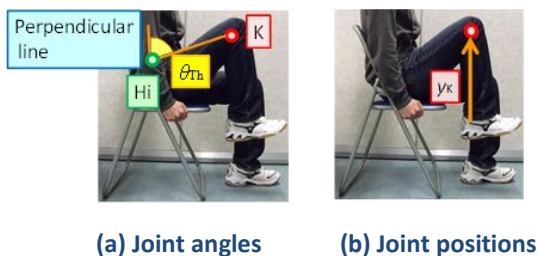 Perpendicular
line
K
θTh
Hi
yK
(a) Joint angles
(b) Joint positions